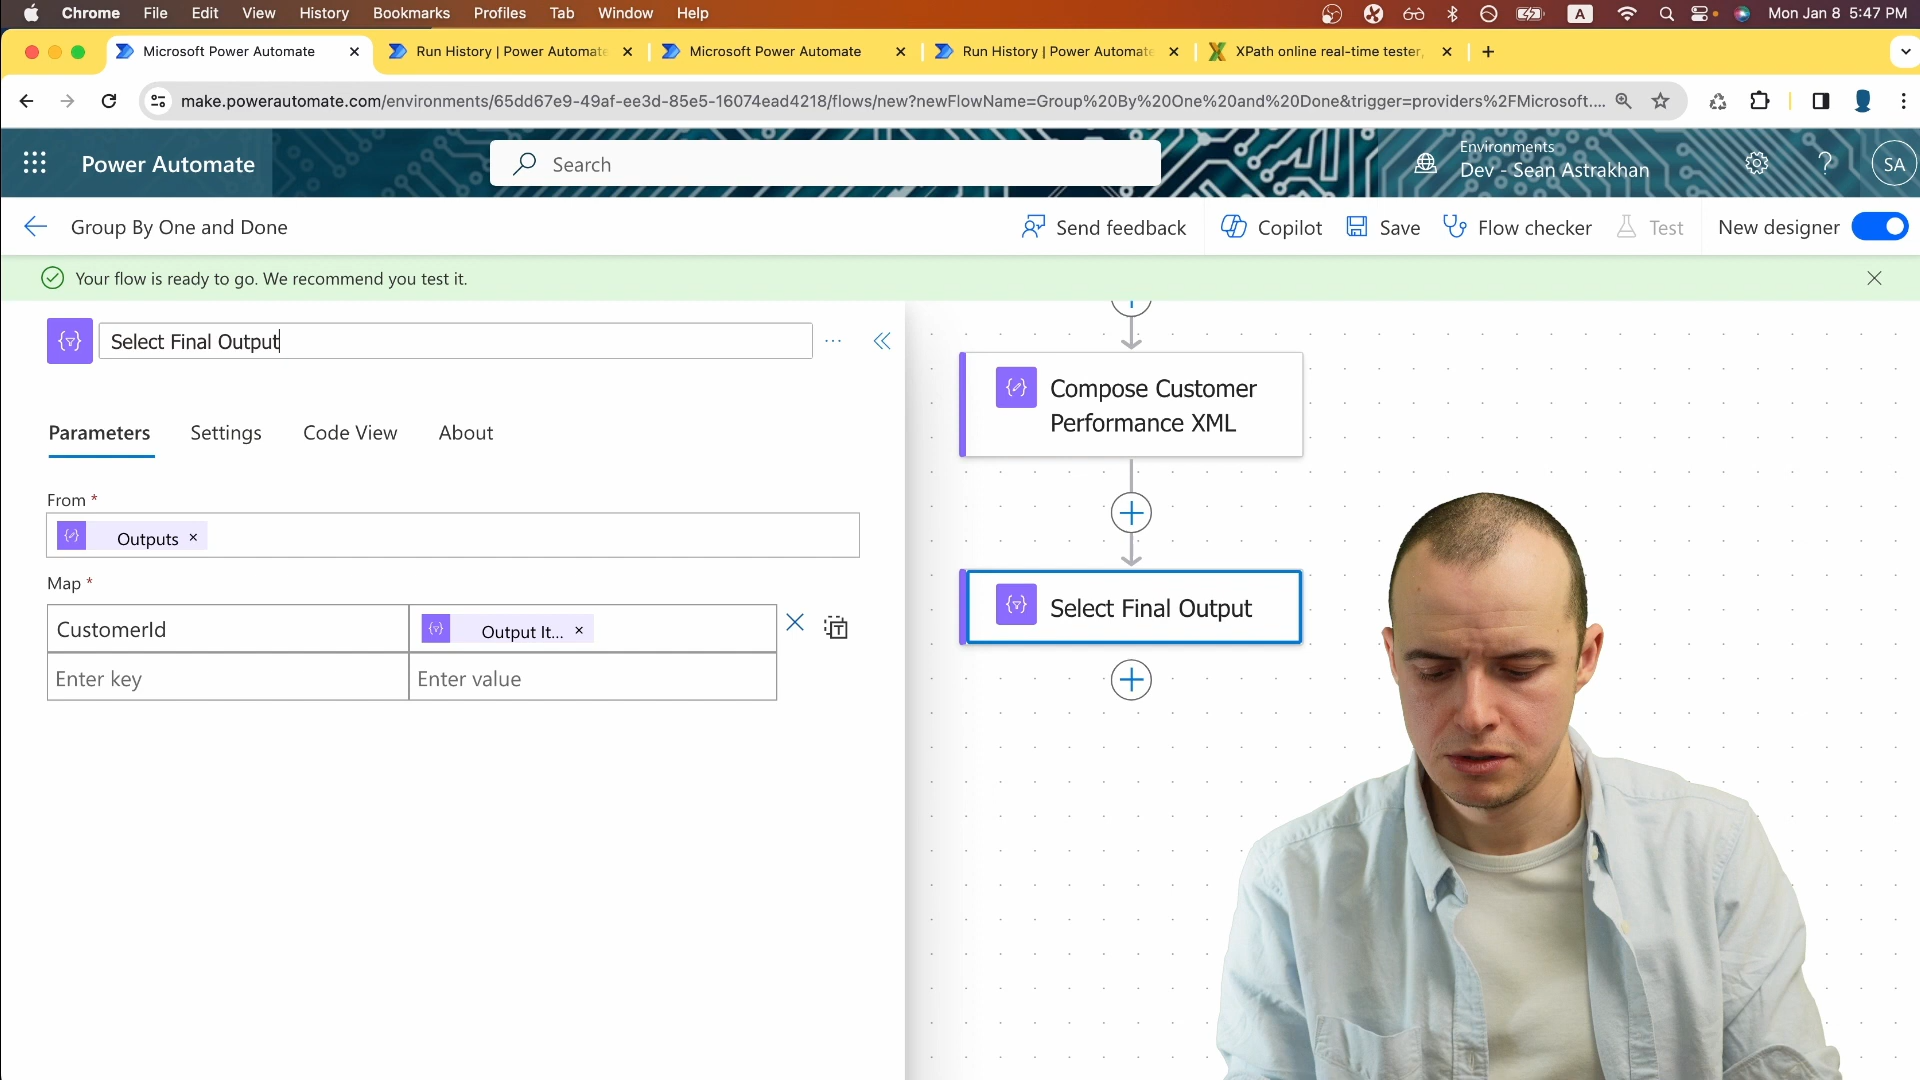 Chrome File Edit View History Bookmarks Profiles Tab Window Help
A
Mon Jan 8 5:47 PM
Microsoft Power Automate
Run History | Power Automate
Microsoft Power Automate
Run History | Power Automate
XPath online real-time tester,
make.powerautomate.com/environments/65dd67e9-49af-ee3d-85e5-16074ead4218/flows/new?newFlowName=Group%20By%20One%20and%20Done&trigger=providers%2FMicrosoft....
Power Automate
Search
Environments
Dev - Sean Astrakhan
?
SA
Group By One and Done
Send feedback
Copilot
Save
Flow checker
Test
New designer
Your flow is ready to go. We recommend you test it.
Select Final Output
...
Parameters
Settings
Code View
About
From *
Outputs ×
Map *
CustomerId
Output It... ×
Enter key
Enter value
Compose Customer
Performance XML
Select Final Output